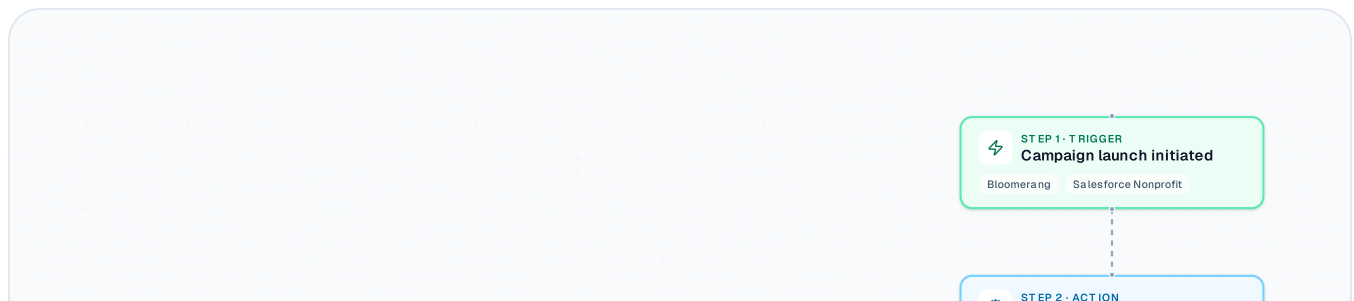 STEP 1 · TRIGGER
Campaign launch initiated
Bloomerang Salesforce Nonprofit
STEP 2 · ACTION